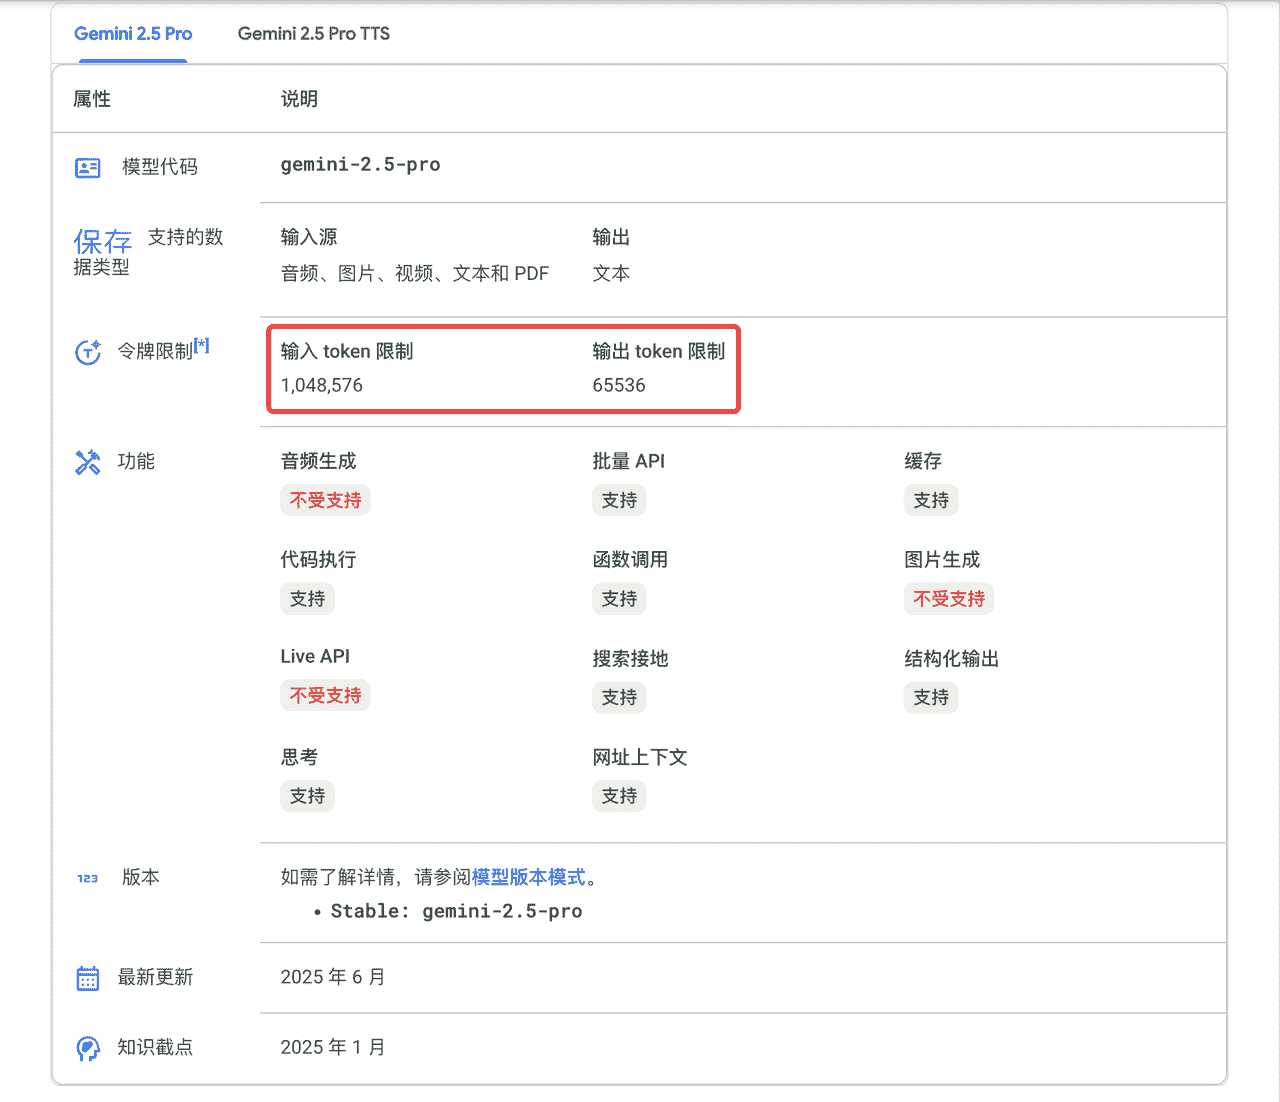 Gemini 2.5 Pro
Gemini 2.5 Pro TTS
属性
说明
模型代码
gemini-2.5-pro
保存 支持的数
据类型
输入源
输出
音频、图片、视频、文本和 PDF
文本
令牌限制[*]
输入 token 限制
输出 token 限制
1,048,576
65536
功能
音频生成
批量 API
缓存
不受支持
支持
支持
代码执行
函数调用
图片生成
支持
支持
不受支持
Live API
搜索接地
结构化输出
不受支持
支持
支持
思考
网址上下文
支持
支持
123
版本
如需了解详情，请参阅模型版本模式。
• Stable: gemini-2.5-pro
最新更新
2025 年 6 月
知识截点
2025 年 1 月